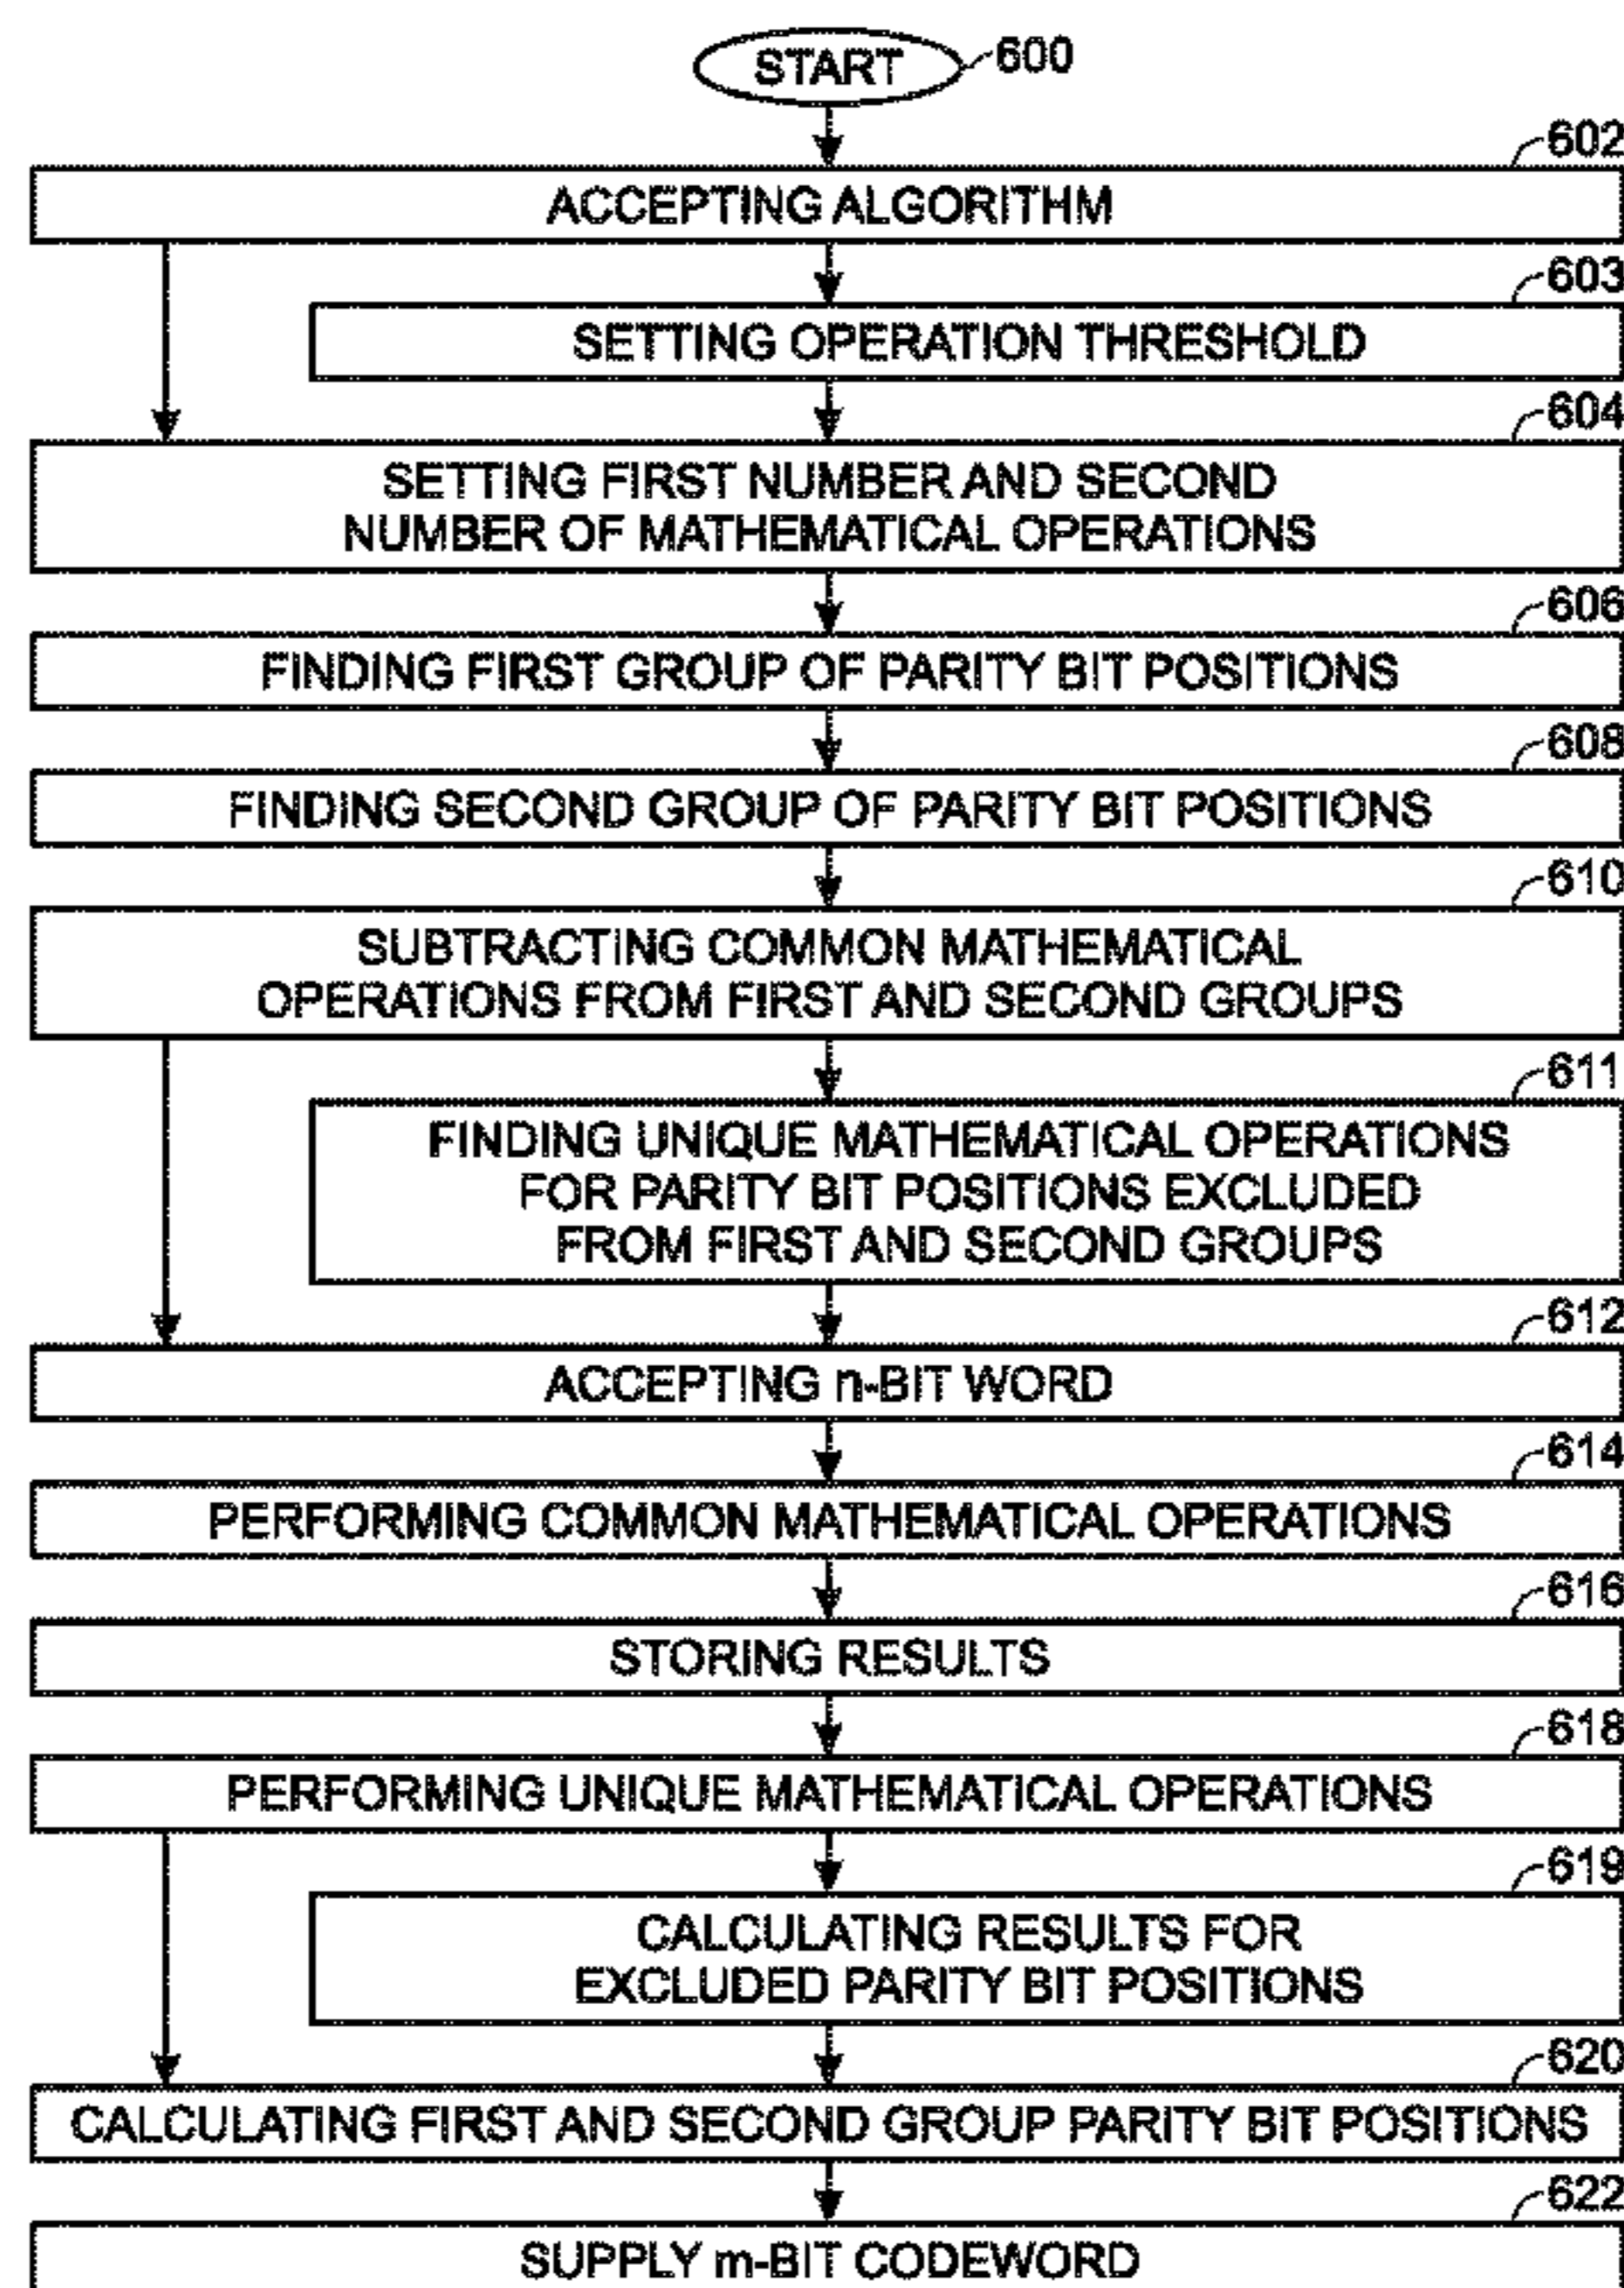 START
600
602
ACCEPTING ALGORITHM
603
SETTING OPERATION THRESHOLD
604
SETTING FIRST NUMBER AND SECOND
NUMBER OF MATHEMATICAL OPERATIONS
606
FINDING FIRST GROUP OF PARITY BIT POSITIONS
608
FINDING SECOND GROUP OF PARITY BIT POSITIONS
610
SUBTRACTING COMMON MATHEMATICAL
OPERATIONS FROM FIRST AND SECOND GROUPS
611
FINDING UNIQUE MATHEMATICAL OPERATIONS
FOR PARITY BIT POSITIONS EXCLUDED
FROM FIRST AND SECOND GROUPS
612
ACCEPTING n-BIT WORD
614
PERFORMING COMMON MATHEMATICAL OPERATIONS
616
STORING RESULTS
618
PERFORMING UNIQUE MATHEMATICAL OPERATIONS
619
CALCULATING RESULTS FOR
EXCLUDED PARITY BIT POSITIONS
620
CALCULATING FIRST AND SECOND GROUP PARITY BIT POSITIONS
622
SUPPLY m-BIT CODEWORD